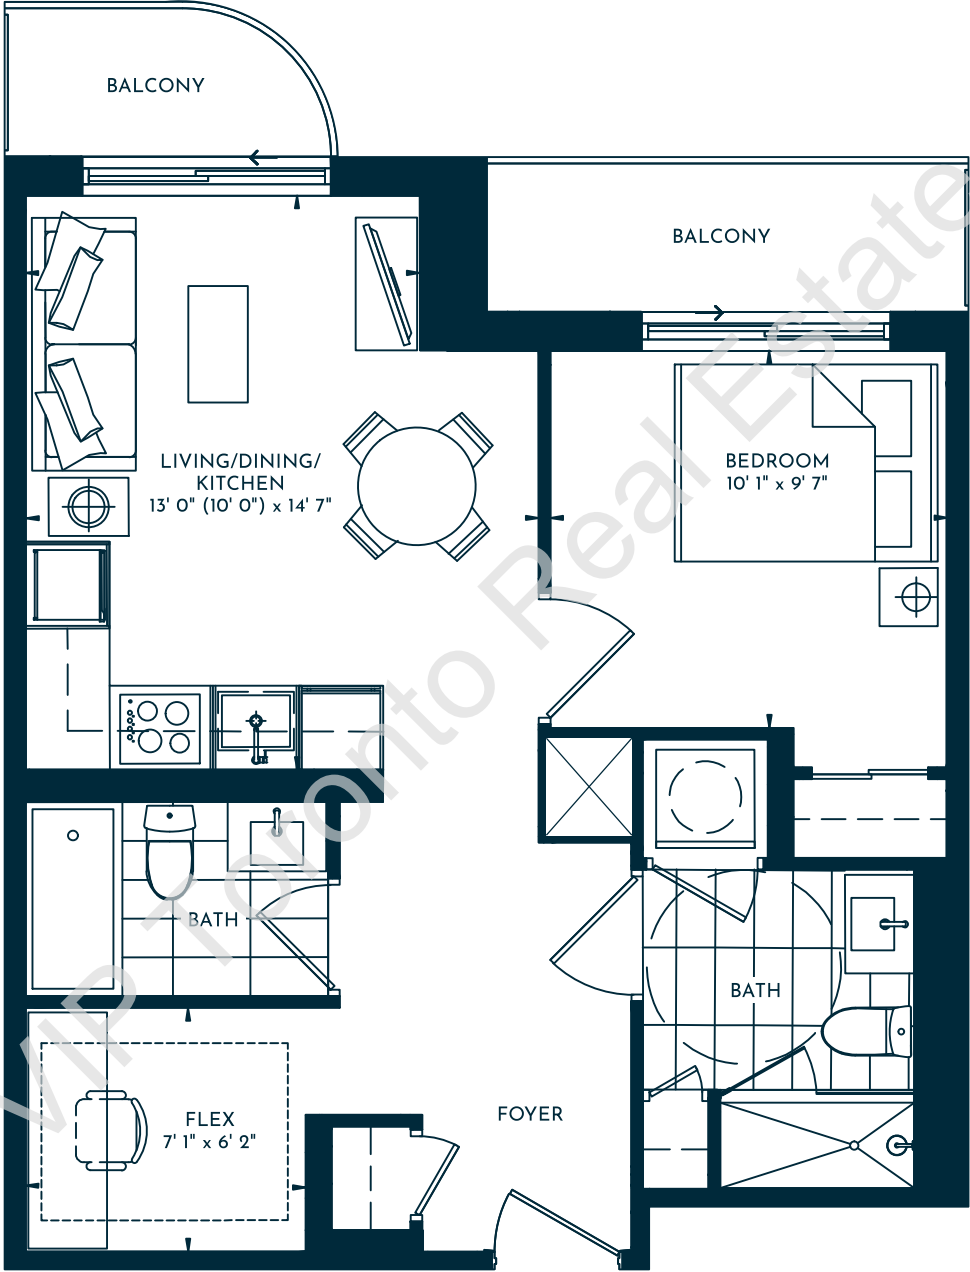 BALCONY
BALCONY
LIVING/DINING/
KITCHEN
13' 0" (10' 0") x 14' 7"
BEDROOM
10' 1" x 9' 7"
BATH
BATH
FLEX
7' 1" x 6' 2"
FOYER
VIP Toronto Real Estate